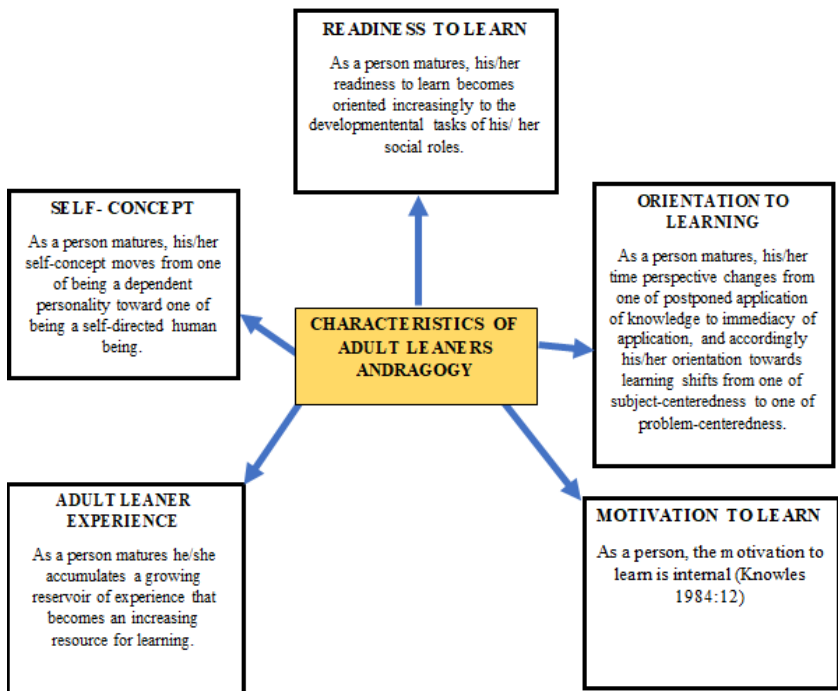 READINESS TO LEARN
As a person matures, his/her
readiness to learn becomes
oriented increasingly to the
developmentental tasks of his/ her
social roles.
SELF- CONCEPT
As a person matures, his/her
self-concept moves from one
of being a dependent
personality toward one of
being a self-directed human
being.
ORIENTATION TO
LEARNING
As a person matures, his/her
time perspective changes from
one of postponed application
of knowledge to immediacy of
application, and accordingly
his/her orientation towards
learning shifts from one of
subject-centeredness to one of
problem-centeredness.
CHARACTERISTICS OF
ADULT LEANERS
ANDRAGOGY
ADULT LEANER
EXPERIENCE
As a person matures he/she
accumulates a growing
reservoir of experience that
becomes an increasing
resource for learning.
MOTIVATION TO LEARN
As a person, the motivation to
learn is internal (Knowles
1984:12)